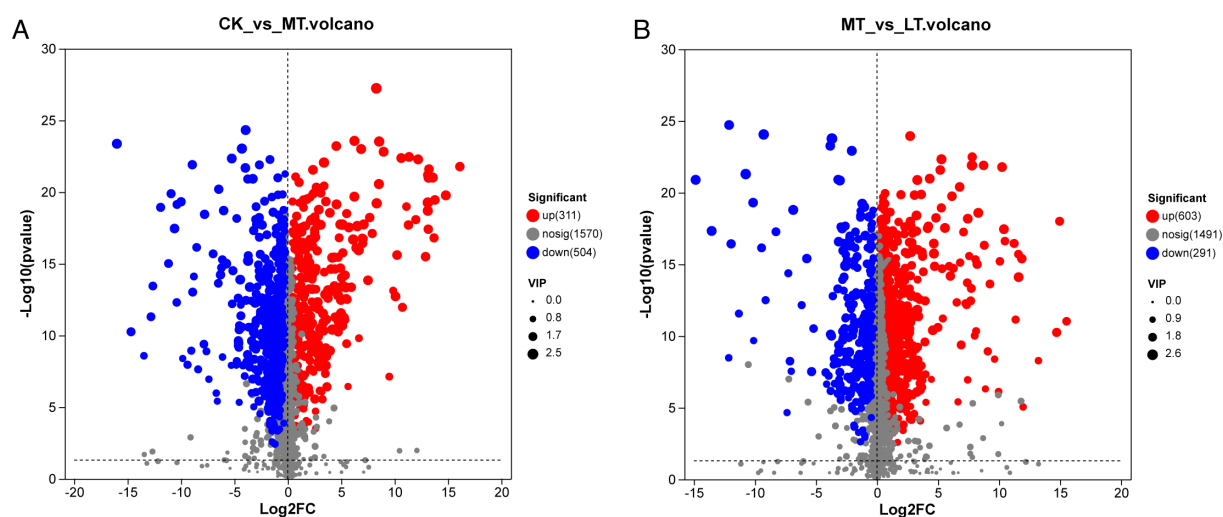 A
CK_vs_MT.volcano
30
25
20
15
10
5
0
-Log10(pvalue)
-20
-15
-10
-5
0
5
10
15
20
Log2FC
Significant
up(311)
nosig(1570)
down(504)
VIP
0.0
0.8
1.7
2.5
B
MT_vs_LT.volcano
30
25
20
15
10
5
0
-Log10(pvalue)
-15
-10
-5
0
5
10
15
20
Log2FC
Significant
up(603)
nosig(1491)
down(291)
VIP
0.0
0.9
1.8
2.6